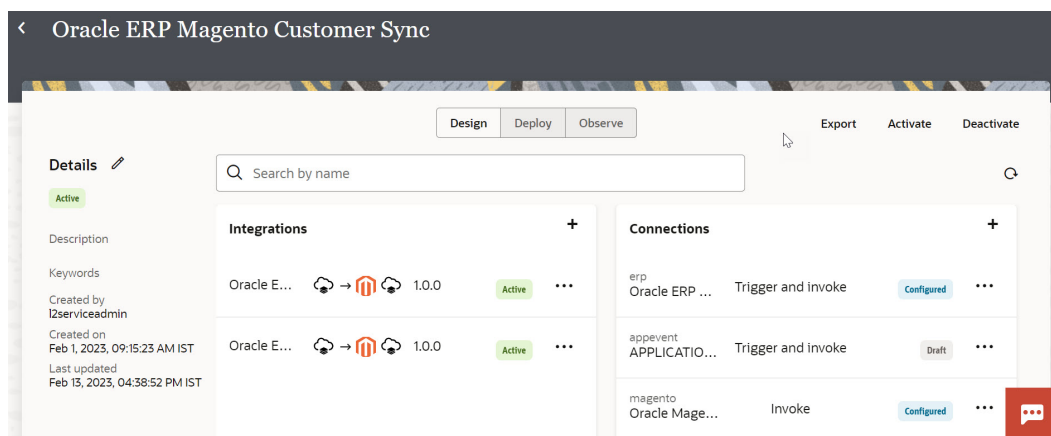 Oracle ERP Magento Customer Sync
Design Deploy Observe
Export Activate Deactivate
Details
Search by name
Active
Description
Keywords
Created by
l2serviceadmin
Created on
Feb 1, 2023, 09:15:23 AM IST
Last updated
Feb 13, 2023, 04:38:52 PM IST
Integrations +
Oracle E... 1.0.0 Active ...
Oracle E... 1.0.0 Active ...
Connections +
erp
Oracle ERP ... Trigger and invoke Configured ...
appevent
APPLICATIO... Trigger and invoke Draft ...
magento
Oracle Mage... Invoke Configured ...